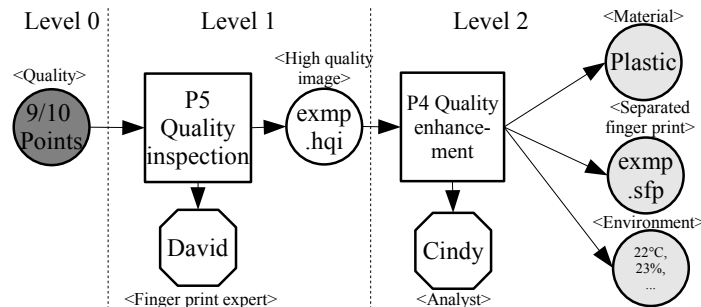 Level 0
Level 1
Level 2
<Quality>
9/10
Points
P5
Quality
inspection
David
<Finger print expert>
<High quality
image>
exmp
.hqi
P4 Quality
enhance-
ment
Cindy
<Analyst>
<Material>
Plastic
<Separated
finger print>
exmp
.sfp
<Environment>
22°C,
23%,
...